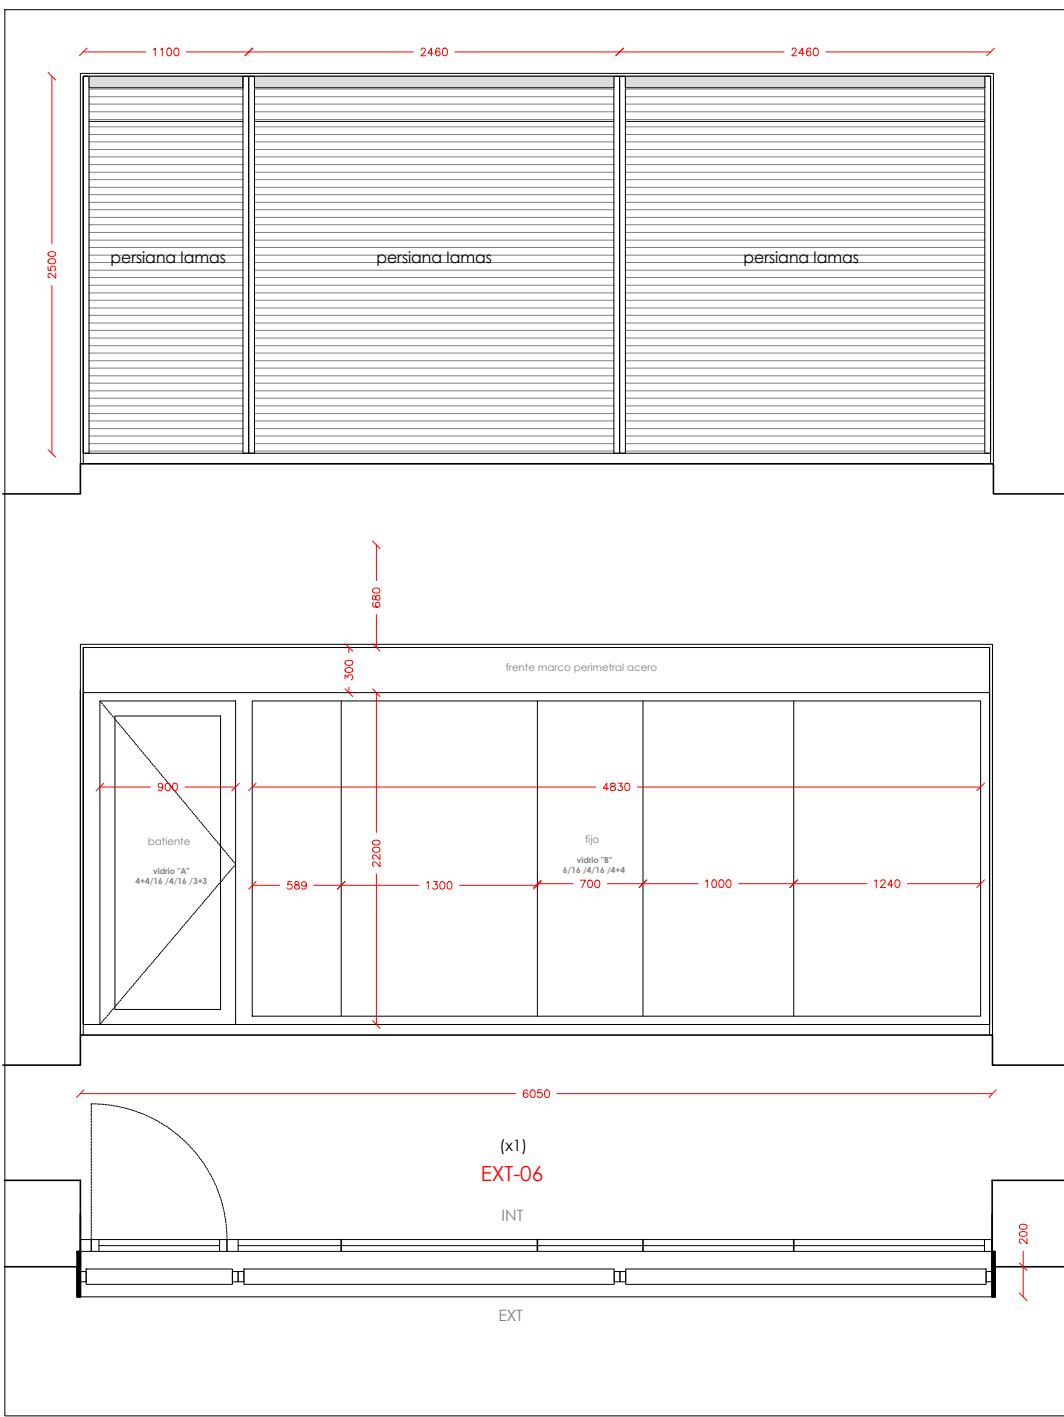 1100
2460
2460
2500
persiana lamas
persiana lamas
persiana lamas
680
300
frente marco perimetral acero
900
4830
2200
batiente
vidrio "A"
4+4/16 /4/16 /3+3
fijo
vidrio "B"
6/16 /4/16 /4+4
589
1300
700
1000
1240
6050
(x1)
EXT-06
INT
200
EXT